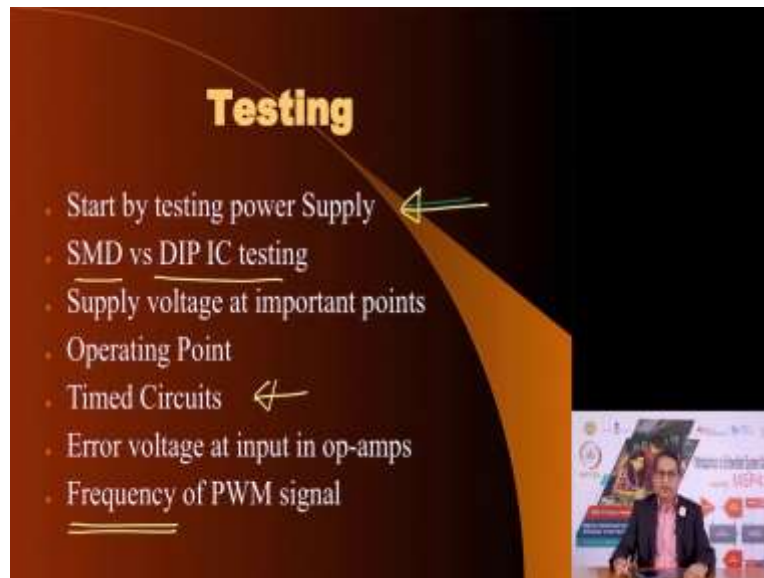 Testing
Start by testing power Supply
SMD vs DIP IC testing
Supply voltage at important points
Operating Point
Timed Circuits
Error voltage at input in op-amps
Frequency of PWM signal